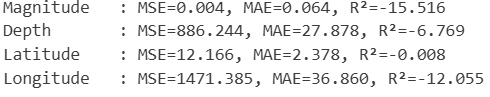 Magnitude   : MSE=0.004, MAE=0.064, R²=-15.516
Depth       : MSE=886.244, MAE=27.878, R²=-6.769
Latitude    : MSE=12.166, MAE=2.378, R²=-0.008
Longitude   : MSE=1471.385, MAE=36.860, R²=-12.055